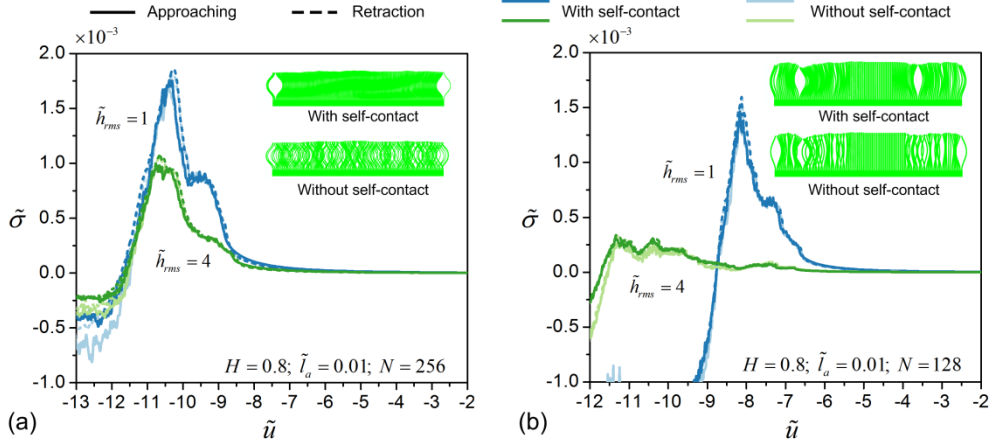 Approaching Retraction With self-contact Without self-contact
×10⁻³ ×10⁻³
2.0 2.0
1.5 1.5
1.0 1.0
0.5 0.5
0.0 0.0
-0.5 -0.5
-1.0 -1.0
σ̃ σ̃
h̃rms = 1 h̃rms = 1
h̃rms = 4 h̃rms = 4
With self-contact With self-contact
Without self-contact Without self-contact
H = 0.8; l̃a = 0.01; N = 256 H = 0.8; l̃a = 0.01; N = 128
-13 -12 -11 -10 -9 -8 -7 -6 -5 -4 -3 -2 -12 -11 -10 -9 -8 -7 -6 -5 -4 -3 -2
(a) ũ (b) ũ